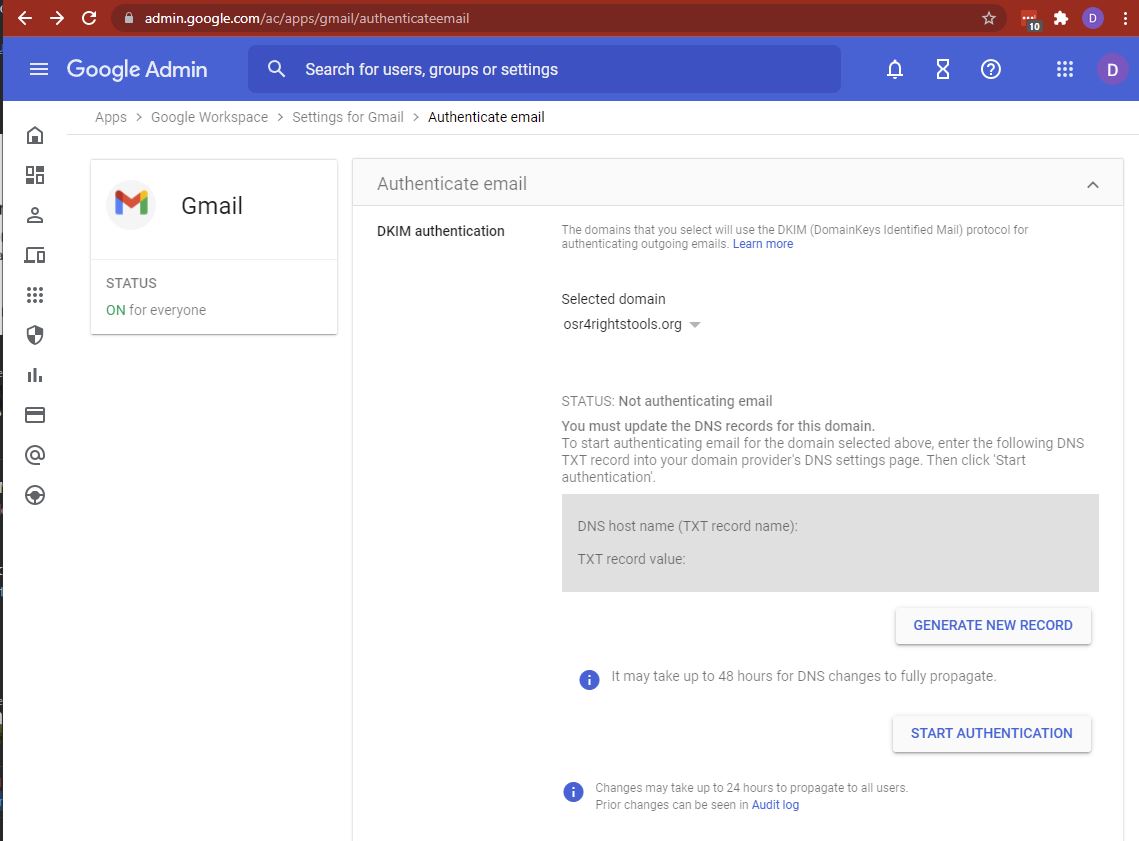 admin.google.com/ac/apps/gmail/authenticateemail
10
D
Google Admin
Search for users, groups or settings
D
Apps > Google Workspace > Settings for Gmail > Authenticate email
Gmail
STATUS
ON for everyone
Authenticate email
DKIM authentication
The domains that you select will use the DKIM (DomainKeys Identified Mail) protocol for
authenticating outgoing emails. Learn more
Selected domain
osr4rightstools.org
STATUS: Not authenticating email
You must update the DNS records for this domain.
To start authenticating email for the domain selected above, enter the following DNS
TXT record into your domain provider's DNS settings page. Then click 'Start
authentication'.
DNS host name (TXT record name):
TXT record value:
GENERATE NEW RECORD
It may take up to 48 hours for DNS changes to fully propagate.
START AUTHENTICATION
Changes may take up to 24 hours to propagate to all users.
Prior changes can be seen in Audit log